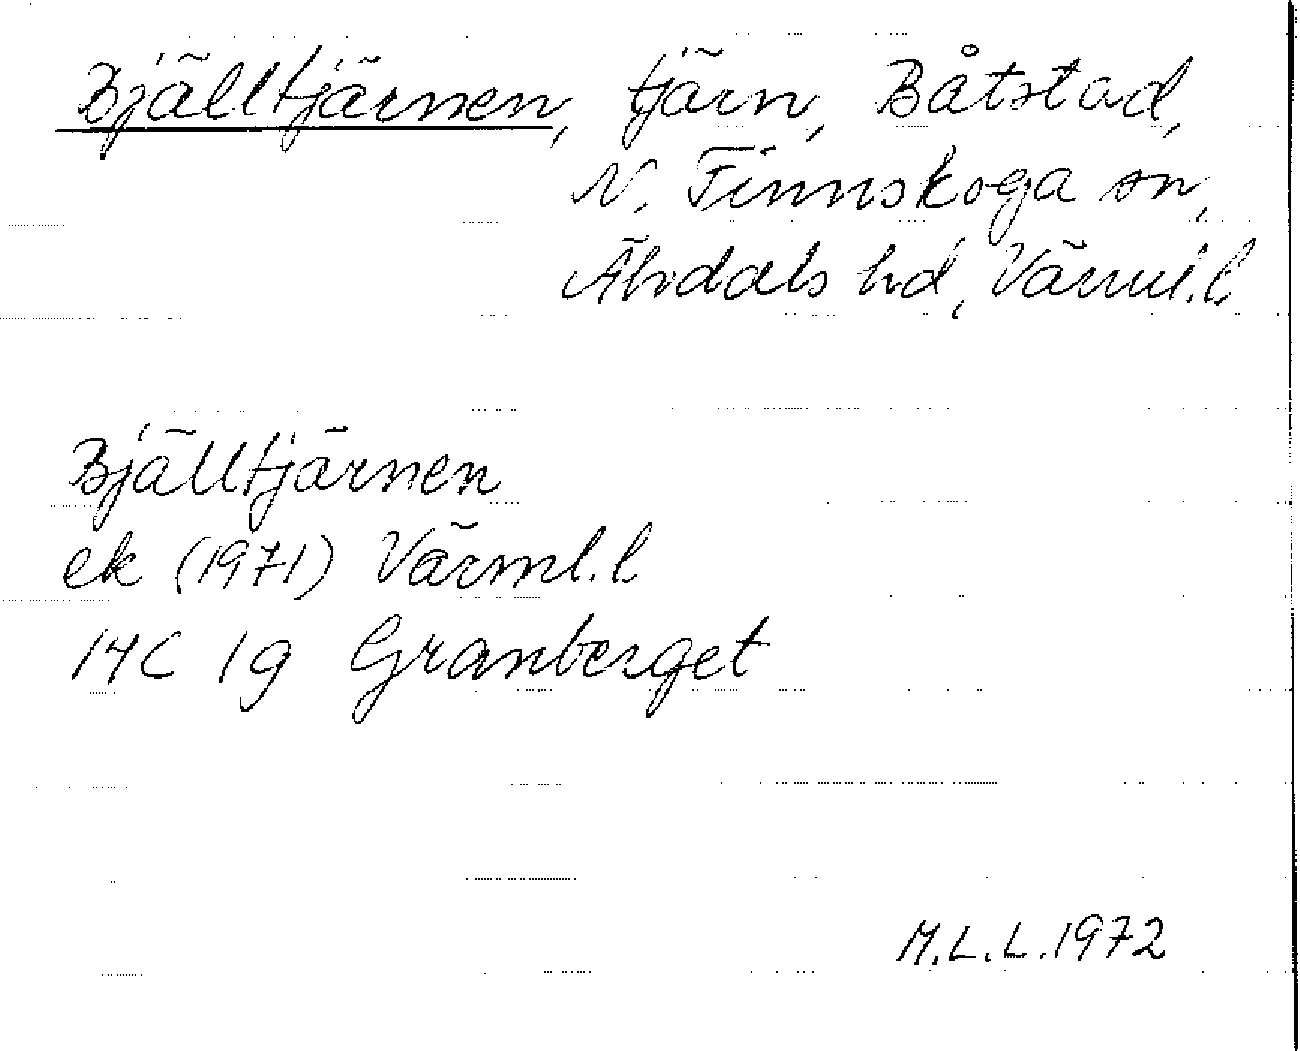 Bjälltjärnen, tjärn, Båtstad,
N. Finnskoga sn,
Älvdals hd, Värml.l.
Bjälltjärnen
ek (1971) Värml.l.
14C 1g Granberget
M.L.L.1972